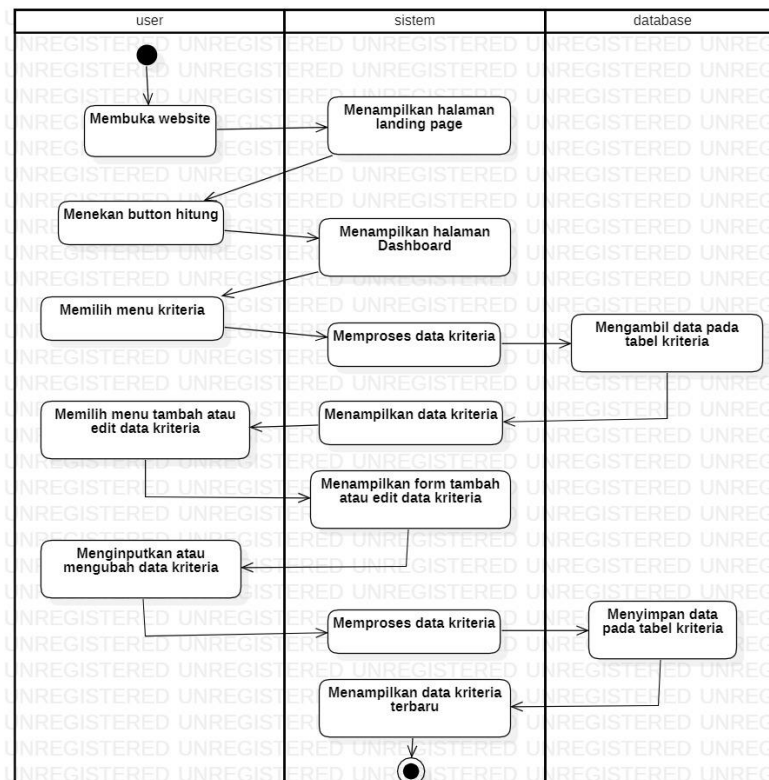 user
sistem
database
Membuka website
Menampilkan halaman
landing page
Menekan button hitung
Menampilkan halaman
Dashboard
Memilih menu kriteria
Memproses data kriteria
Mengambil data pada
tabel kriteria
Menampilkan data kriteria
Memilih menu tambah atau
edit data kriteria
Menampilkan form tambah
atau edit data kriteria
Menginputkan atau
mengubah data kriteria
Memproses data kriteria
Menyimpan data
pada tabel kriteria
Menampilkan data kriteria
terbaru
UNREGISTERED